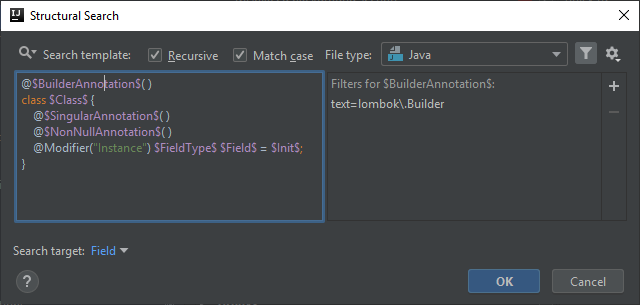 Structural Search
Search template: Recursive Match case File type: Java
@$BuilderAnnotation$( )
class $Class$ {
@$SingularAnnotation$( )
@$NonNullAnnotation$( )
@Modifier("Instance") $FieldType$ $Field$ = $Init$;
}
Filters for $BuilderAnnotation$:
text=lombok\.Builder
Search target: Field
? OK Cancel